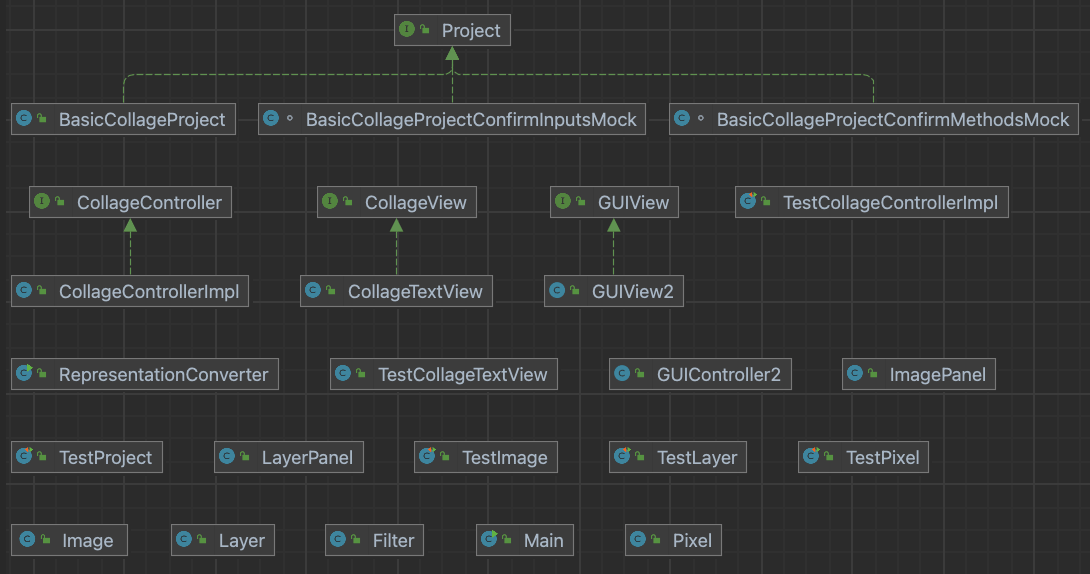 Project
BasicCollageProject BasicCollageProjectConfirmInputsMock BasicCollageProjectConfirmMethodsMock
CollageController CollageView GUIView TestCollageControllerImpl
CollageControllerImpl CollageTextView GUIView2
RepresentationConverter TestCollageTextView GUIController2 ImagePanel
TestProject LayerPanel TestImage TestLayer TestPixel
Image Layer Filter Main Pixel